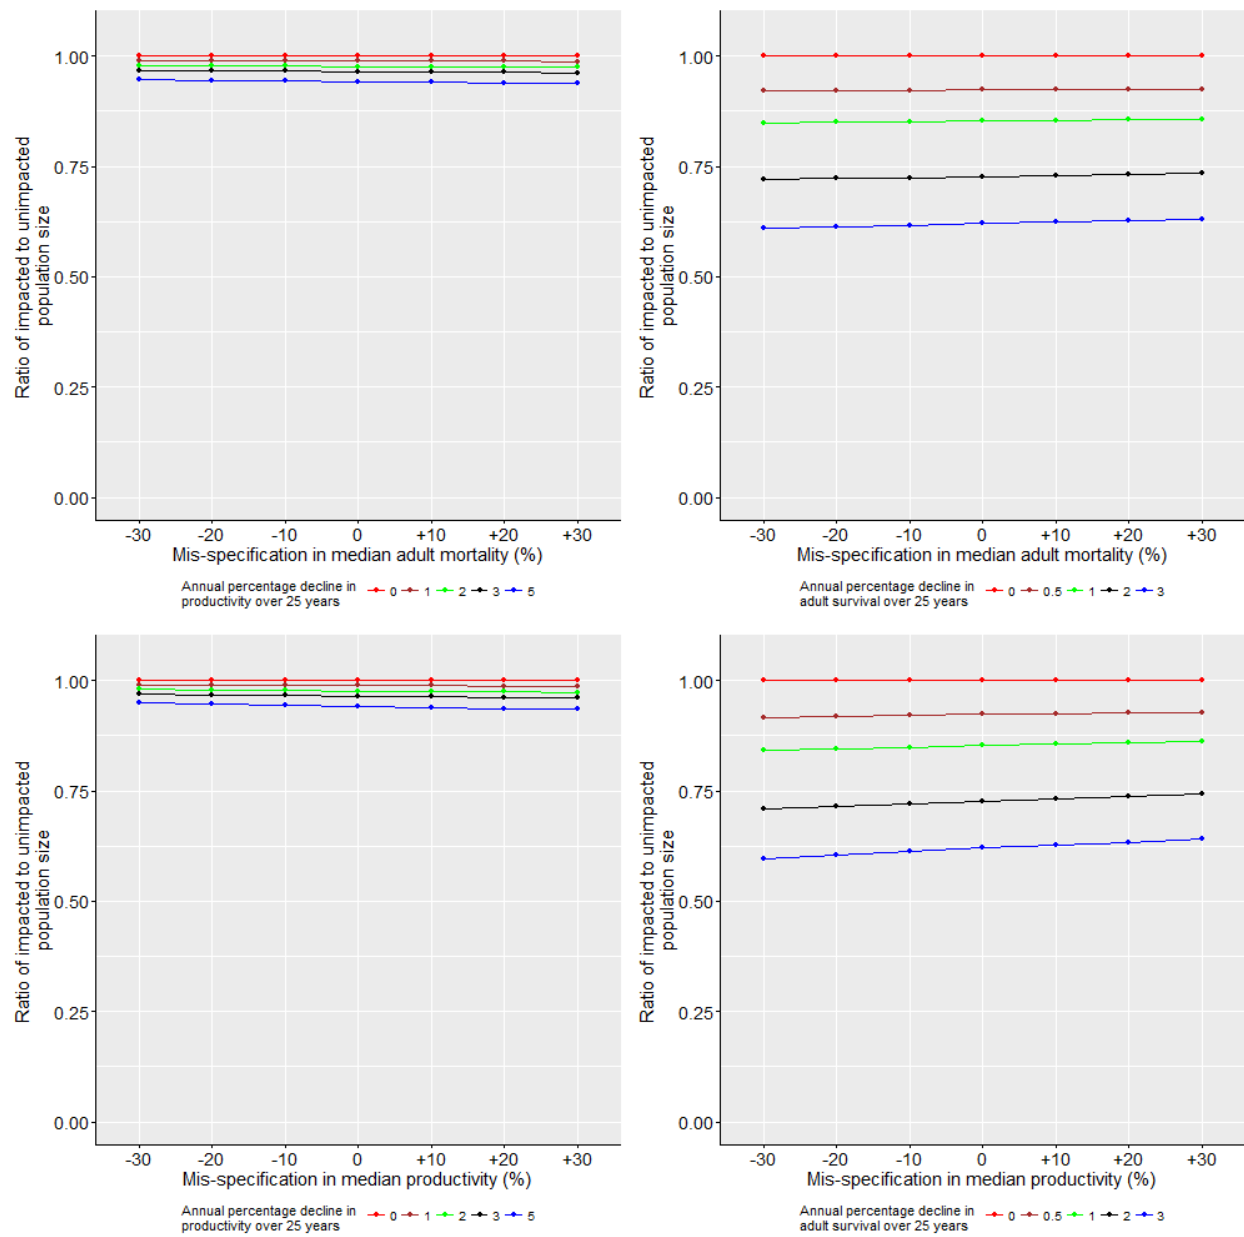 Ratio of impacted to unimpacted
population size
1.00
0.75
0.50
0.25
0.00
-30 -20 -10 0 +10 +20 +30
Mis-specification in median adult mortality (%)
Annual percentage decline in
productivity over 25 years
0 1 2 3 5
Ratio of impacted to unimpacted
population size
1.00
0.75
0.50
0.25
0.00
-30 -20 -10 0 +10 +20 +30
Mis-specification in median adult mortality (%)
Annual percentage decline in
adult survival over 25 years
0 0.5 1 2 3
Ratio of impacted to unimpacted
population size
1.00
0.75
0.50
0.25
0.00
-30 -20 -10 0 +10 +20 +30
Mis-specification in median productivity (%)
Annual percentage decline in
productivity over 25 years
0 1 2 3 5
Ratio of impacted to unimpacted
population size
1.00
0.75
0.50
0.25
0.00
-30 -20 -10 0 +10 +20 +30
Mis-specification in median productivity (%)
Annual percentage decline in
adult survival over 25 years
0 0.5 1 2 3